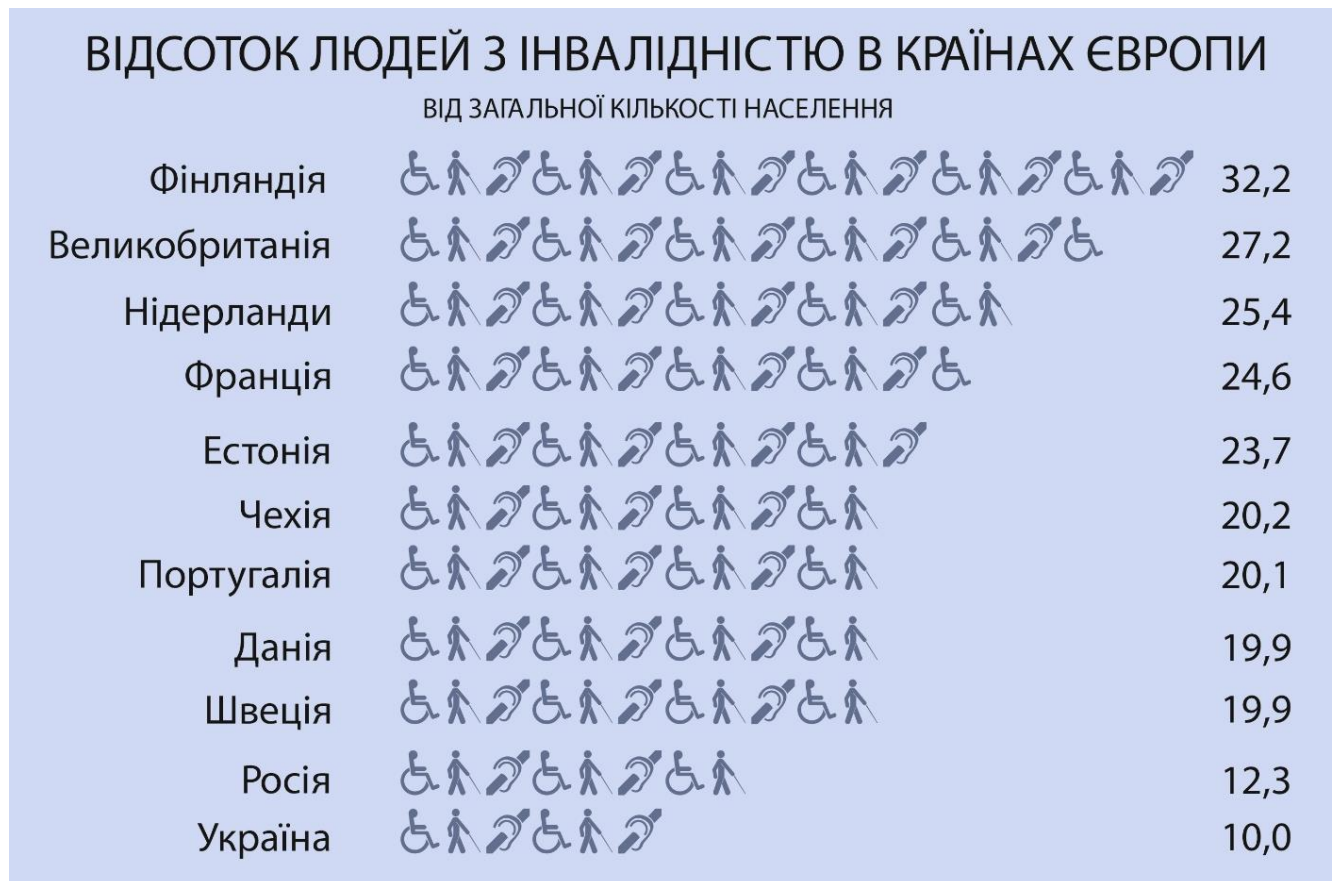 ВІДСОТОК ЛЮДЕЙ З ІНВАЛІДНІСТЮ В КРАЇНАХ ЄВРОПИ
ВІД ЗАГАЛЬНОЇ КІЛЬКОСТІ НАСЕЛЕННЯ
Фінляндія 32,2
Великобританія 27,2
Нідерланди 25,4
Франція 24,6
Естонія 23,7
Чехія 20,2
Португалія 20,1
Данія 19,9
Швеція 19,9
Росія 12,3
Україна 10,0